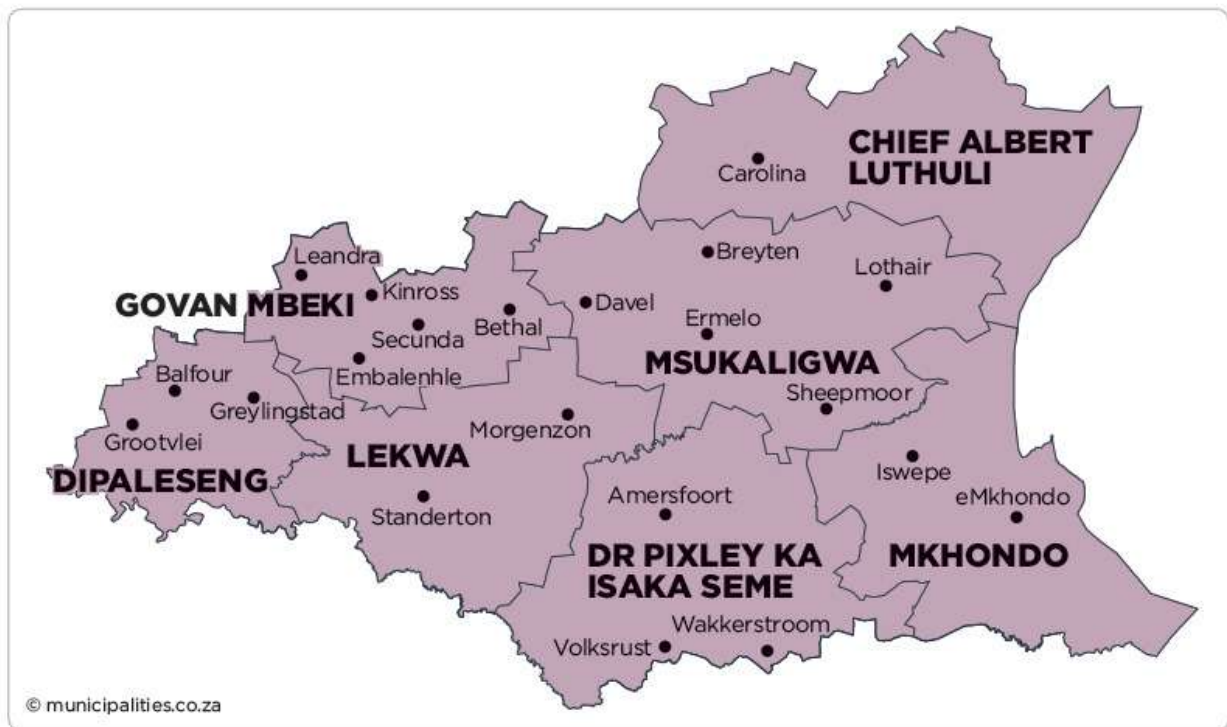 CHIEF ALBERT
LUTHULI
Carolina
Breyten
Lothair
Davel
Ermelo
MSUKALIGWA
Sheepmoor
Leandra
Kinross
GOVAN MBEKI
Secunda
Bethal
Embalenhle
Balfour
Greylingstad
Grootvlei
DIPALESENG
Morgenzon
LEKWA
Standerton
Amersfoort
DR PIXLEY KA
ISAKA SEME
Volksrust
Wakkerstroom
Iswepe
eMkhondo
MKHONDO
© municipalities.co.za